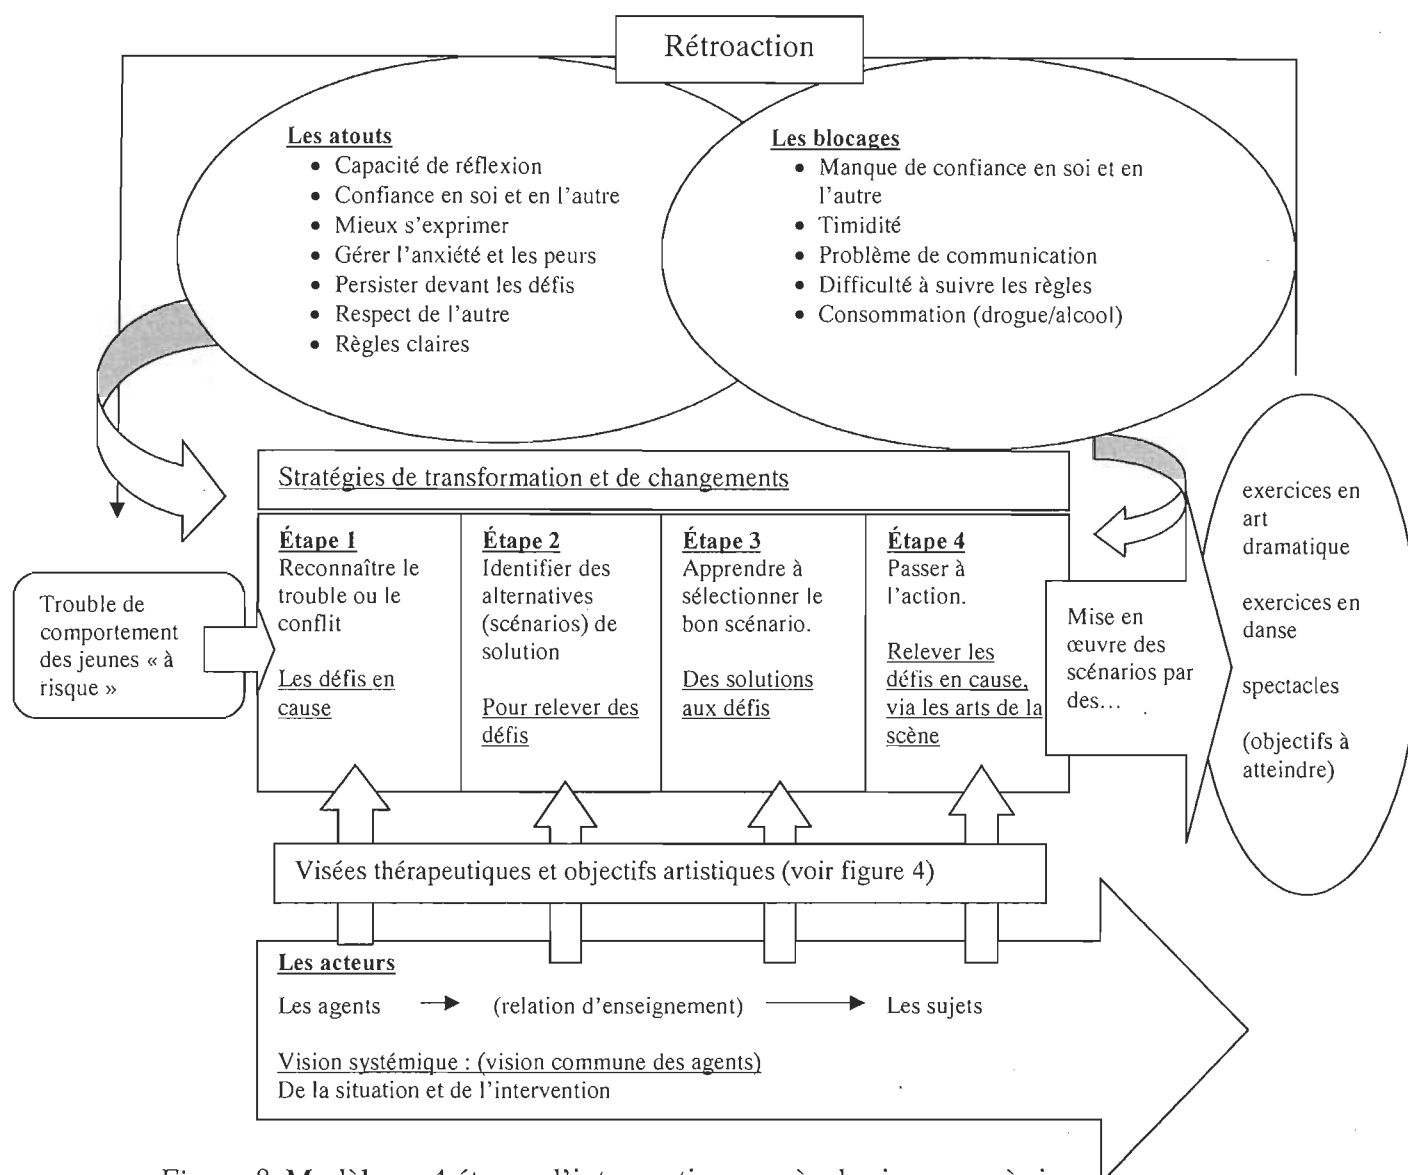 Rétroaction
Les atouts
• Capacité de réflexion
• Confiance en soi et en l'autre
• Mieux s'exprimer
• Gérer l'anxiété et les peurs
• Persister devant les défis
• Respect de l'autre
• Règles claires
Les blocages
• Manque de confiance en soi et en
l'autre
• Timidité
• Problème de communication
• Difficulté à suivre les règles
• Consommation (drogue/alcool)
Stratégies de transformation et de changements
Trouble de
comportement
des jeunes « à
risque »
Étape 1
Reconnaître le
trouble ou le
conflit
Les défis en
cause
Étape 2
Identifier des
alternatives
(scénarios) de
solution
Pour relever des
défis
Étape 3
Apprendre à
sélectionner le
bon scénario.
Des solutions
aux défis
Étape 4
Passer à
l'action.
Relever les
défis en cause,
via les arts de la
scène
Mise en
œuvre des
scénarios par
des...
exercices en
art
dramatique
exercices en
danse
spectacles
(objectifs à
atteindre)
Visées thérapeutiques et objectifs artistiques (voir figure 4)
Les acteurs
Les agents → (relation d'enseignement) → Les sujets
Vision systémique : (vision commune des agents)
De la situation et de l'intervention